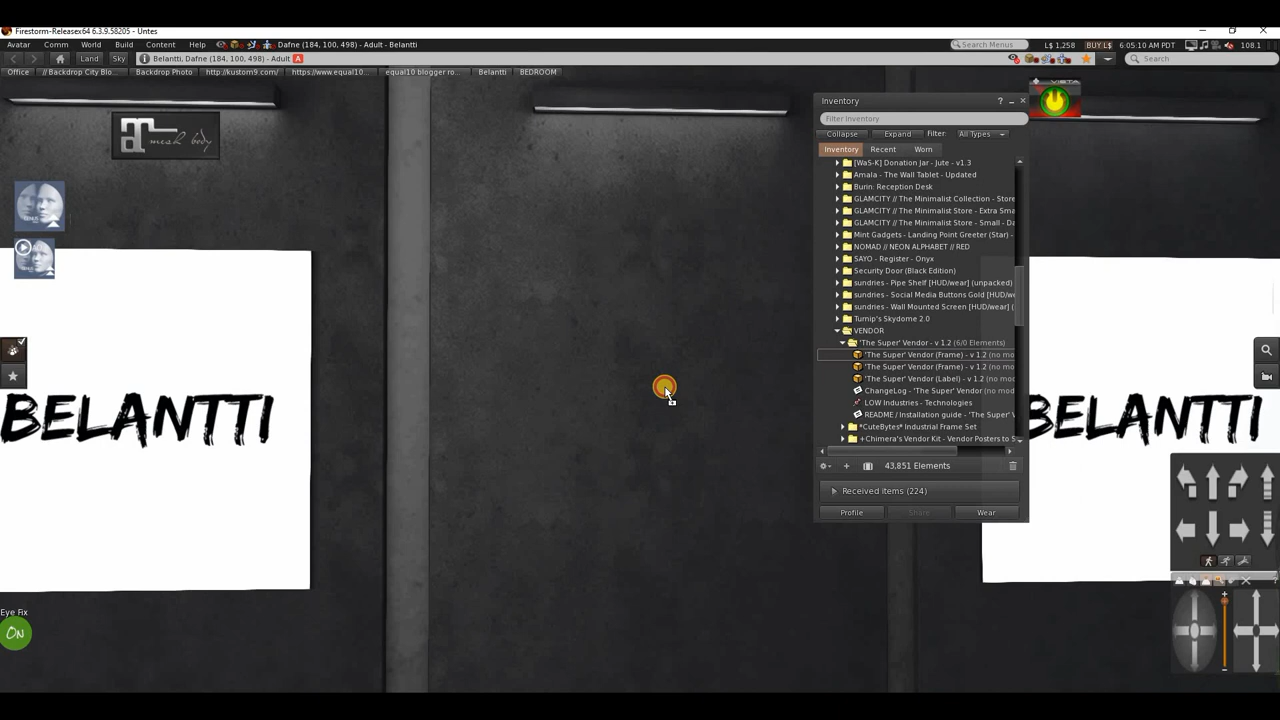 Firestorm-Releasex64 6.3.9.58205 - Untes
Avatar Comm World Build Content Help Dafne (184, 100, 498) - Adult - Belantti
Search Menus L$ 1,258 BUY L$ 6:05:10 AM PDT 108.1
Land Sky Belantti, Dafne (184, 100, 498) - Adult A
Search
Office // Backdrop City Blo... Backdrop Photo http://kustom9.com/ https://www.equal10... equal10 blogger ro... Belantti BEDROOM
mesh body
Inventory
Filter Inventory
Collapse Expand Filter: All Types
Inventory Recent Worn
[WaS-K] Donation Jar - Jute - v1.3
Amala - The Wall Tablet - Updated
Burin: Reception Desk
GLAMCITY // The Minimalist Collection - Store
GLAMCITY // The Minimalist Store - Extra Sma
GLAMCITY // The Minimalist Store - Small - Da
Mint Gadgets - Landing Point Greeter (Star) -
NOMAD // NEON ALPHABET // RED
SAYO - Register - Onyx
Security Door (Black Edition)
sundries - Pipe Shelf [HUD/wear] (unpacked)
sundries - Social Media Buttons Gold [HUD/we
sundries - Wall Mounted Screen [HUD/wear] (
Turnip's Skydome 2.0
VENDOR
'The Super' Vendor - v 1.2 (6/0 Elements)
'The Super' Vendor (Frame) - v 1.2 (no mo
'The Super' Vendor (Frame) - v 1.2 (no mo
'The Super' Vendor (Label) - v 1.2 (no mod
ChangeLog - 'The Super' Vendor (no mod
LOW Industries - Technologies
README / Installation guide - 'The Super' V
*CuteBytes* Industrial Frame Set
+Chimera's Vendor Kit - Vendor Posters to S
43,851 Elements
Received items (224)
Profile Share Wear
BELANTTI
BELANTTI
Eye Fix
On